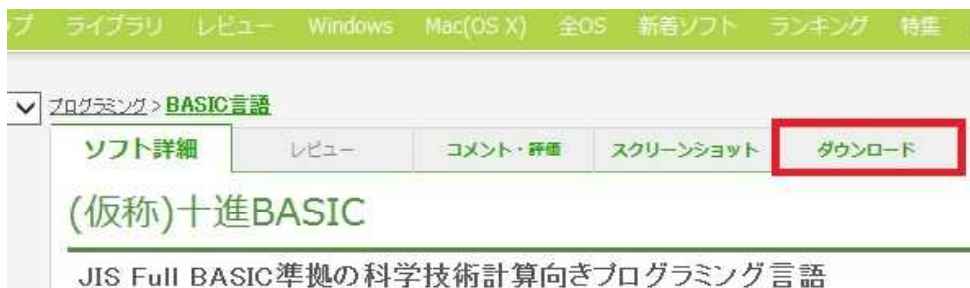 ップ ライブラリ レビュー Windows Mac(OS X) 全OS 新着ソフト ランキング 特集
プログラミング > BASIC言語
ソフト詳細 レビュー コメント・評価 スクリーンショット ダウンロード
(仮称)十進BASIC
JIS Full BASIC準拠の科学技術計算向きプログラミング言語